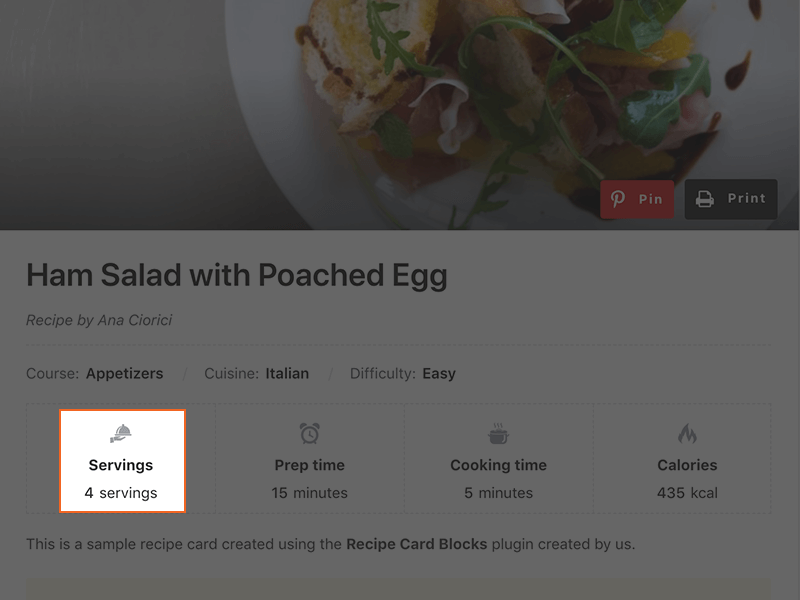 Pin
Print
Ham Salad with Poached Egg
Recipe by Ana Ciorici
Course: Appetizers / Cuisine: Italian / Difficulty: Easy
Servings Prep time Cooking time Calories
4 servings 15 minutes 5 minutes 435 kcal
This is a sample recipe card created using the Recipe Card Blocks plugin created by us.